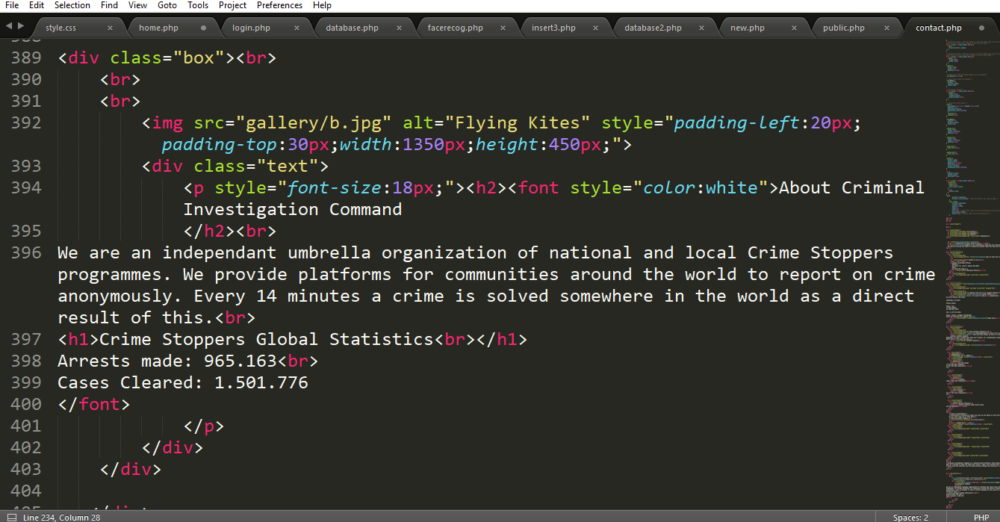 File Edit Selection Find View Goto Tools Project Preferences Help
style.css × home.php login.php × database.php × facerecog.php × insert3.php × database2.php × new.php × public.php × contact.php
389 <div class="box"><br>
390 <br>
391 <br>
392 <img src="gallery/b.jpg" alt="Flying Kites" style="padding-left:20px;
padding-top:30px;width:1350px;height:450px;">
393 <div class="text">
394 <p style="font-size:18px;"><h2><font style="color:white">About Criminal
Investigation Command
395 </h2><br>
396 We are an independant umbrella organization of national and local Crime Stoppers
programmes. We provide platforms for communities around the world to report on crime
anonymously. Every 14 minutes a crime is solved somewhere in the world as a direct
result of this.<br>
397 <h1>Crime Stoppers Global Statistics<br></h1>
398 Arrests made: 965.163<br>
399 Cases Cleared: 1.501.776
400 </font>
401 </p>
402 </div>
403 </div>
404
Line 234, Column 28 Spaces: 2 PHP